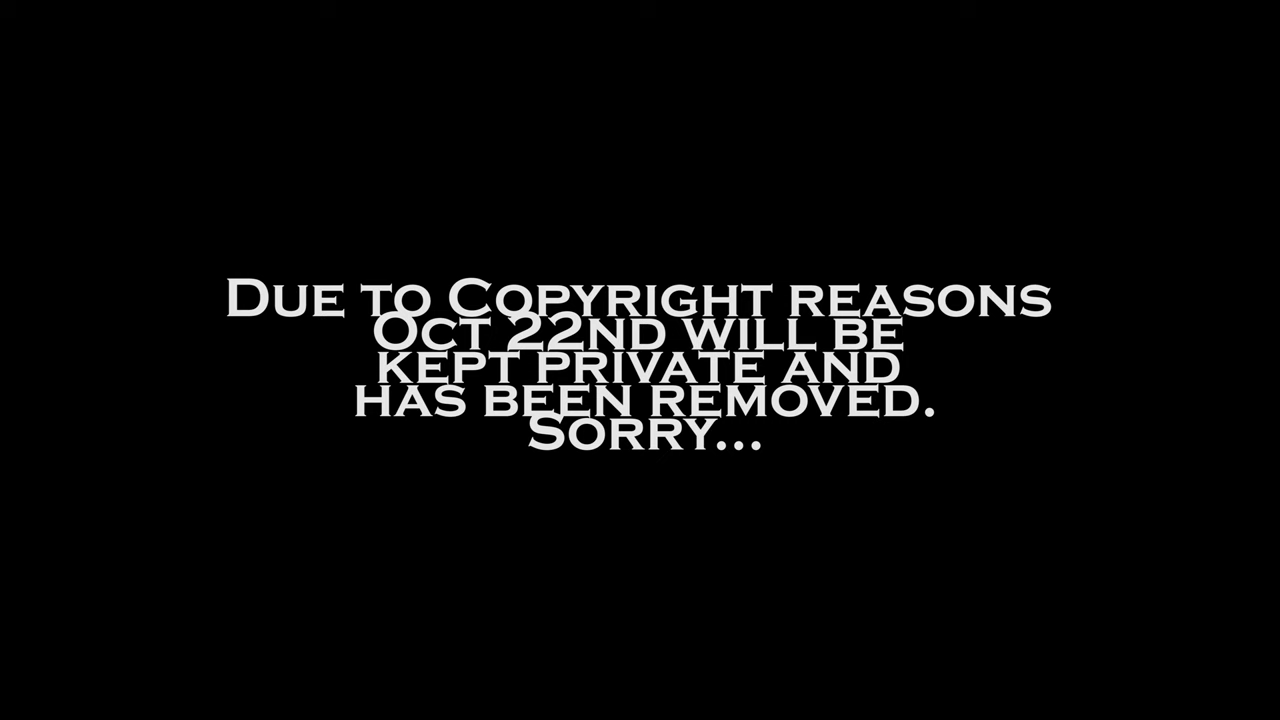 Due to Copyright reasons
Oct 22nd will be
kept private and
has been removed.
Sorry...